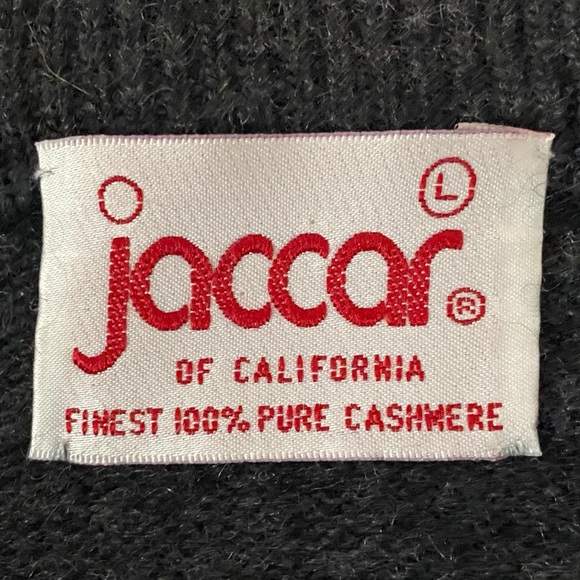 L
jaccar®
OF CALIFORNIA
FINEST 100% PURE CASHMERE